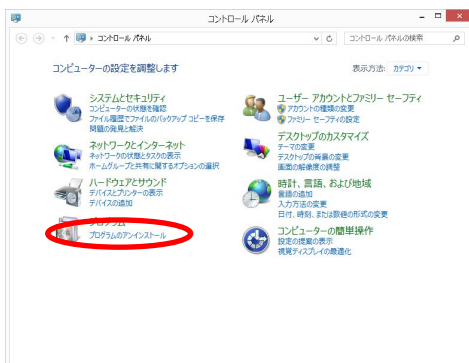 コントロール パネル
コントロール パネル
コントロール パネルの検索
コンピューターの設定を調整します
表示方法: カテゴリ
システムとセキュリティ
コンピューターの状態を確認
ファイル履歴でファイルのバックアップ コピーを保存
問題の発見と解決
ネットワークとインターネット
ネットワークの状態とタスクの表示
ホームグループと共有に関するオプションの選択
ハードウェアとサウンド
デバイスとプリンターの表示
デバイスの追加
プログラム
プログラムのアンインストール
ユーザー アカウントとファミリー セーフティ
アカウントの種類の変更
ファミリー セーフティの設定
デスクトップのカスタマイズ
テーマの変更
デスクトップの背景の変更
画面の解像度の調整
時計、言語、および地域
言語の追加
入力方法の変更
日付、時刻、または数値の形式の変更
コンピューターの簡単操作
設定の提案の表示
視覚ディスプレイの最適化